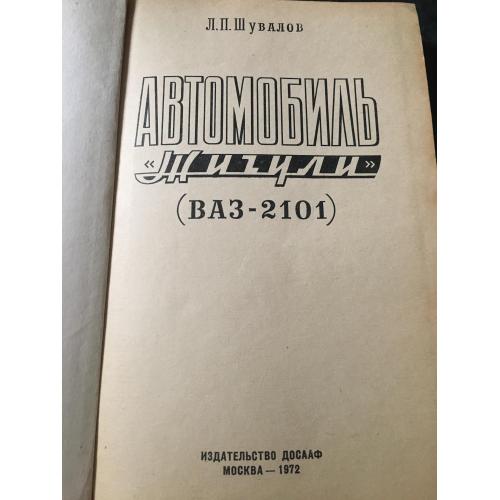 Л.П.Шувалов
АВТОМОБИЛЬ
«Жигули»
(ВАЗ-2101)
ИЗДАТЕЛЬСТВО ДОСААФ
МОСКВА — 1972